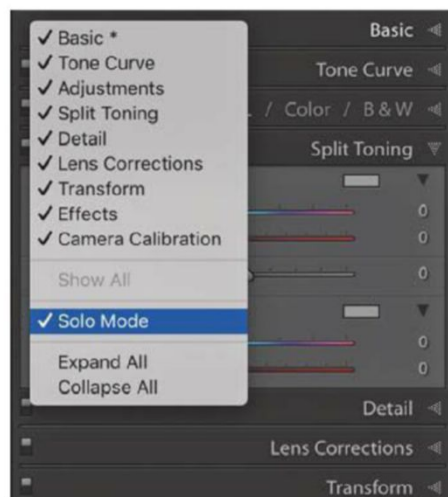 ✓ Basic *
✓ Tone Curve
✓ Adjustments
✓ Split Toning
✓ Detail
✓ Lens Corrections
✓ Transform
✓ Effects
✓ Camera Calibration
Show All
✓ Solo Mode
Expand All
Collapse All
Basic
Tone Curve
/ Color / B & W
Split Toning
0
0
0
0
0
Detail
Lens Corrections
Transform